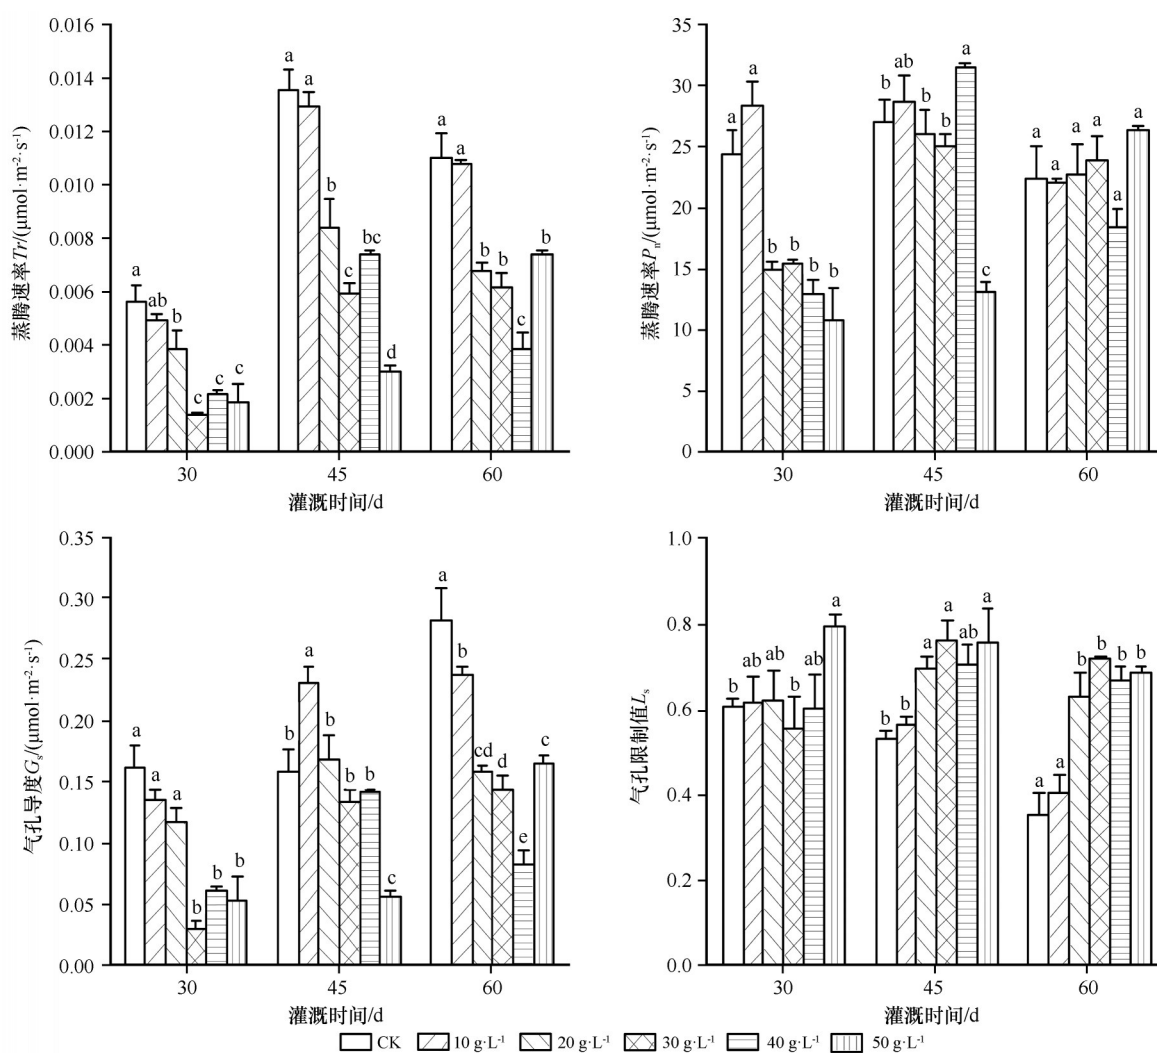 蒸腾速率Tr/(μmol·m⁻²·s⁻¹)
0.016
0.014
0.012
0.010
0.008
0.006
0.004
0.002
0.000
a
ab
b
c
c
c
a
a
b
c
bc
d
a
a
b
b
c
b
30
45
60
灌溉时间/d
蒸腾速率Pₙ/(μmol·m⁻²·s⁻¹)
35
30
25
20
15
10
5
0
a
a
b
b
b
b
b
ab
b
b
a
c
a
a
a
a
a
a
30
45
60
灌溉时间/d
气孔导度Gₛ/(μmol·m⁻²·s⁻¹)
0.35
0.30
0.25
0.20
0.15
0.10
0.05
0.00
a
a
a
b
b
b
b
a
b
b
b
c
a
b
cd
d
e
c
30
45
60
灌溉时间/d
气孔限制值Lₛ
1.0
0.8
0.6
0.4
0.2
0.0
b
ab
ab
b
ab
a
b
b
a
a
ab
a
a
a
b
b
b
b
30
45
60
灌溉时间/d
CK 10 g·L⁻¹ 20 g·L⁻¹ 30 g·L⁻¹ 40 g·L⁻¹ 50 g·L⁻¹